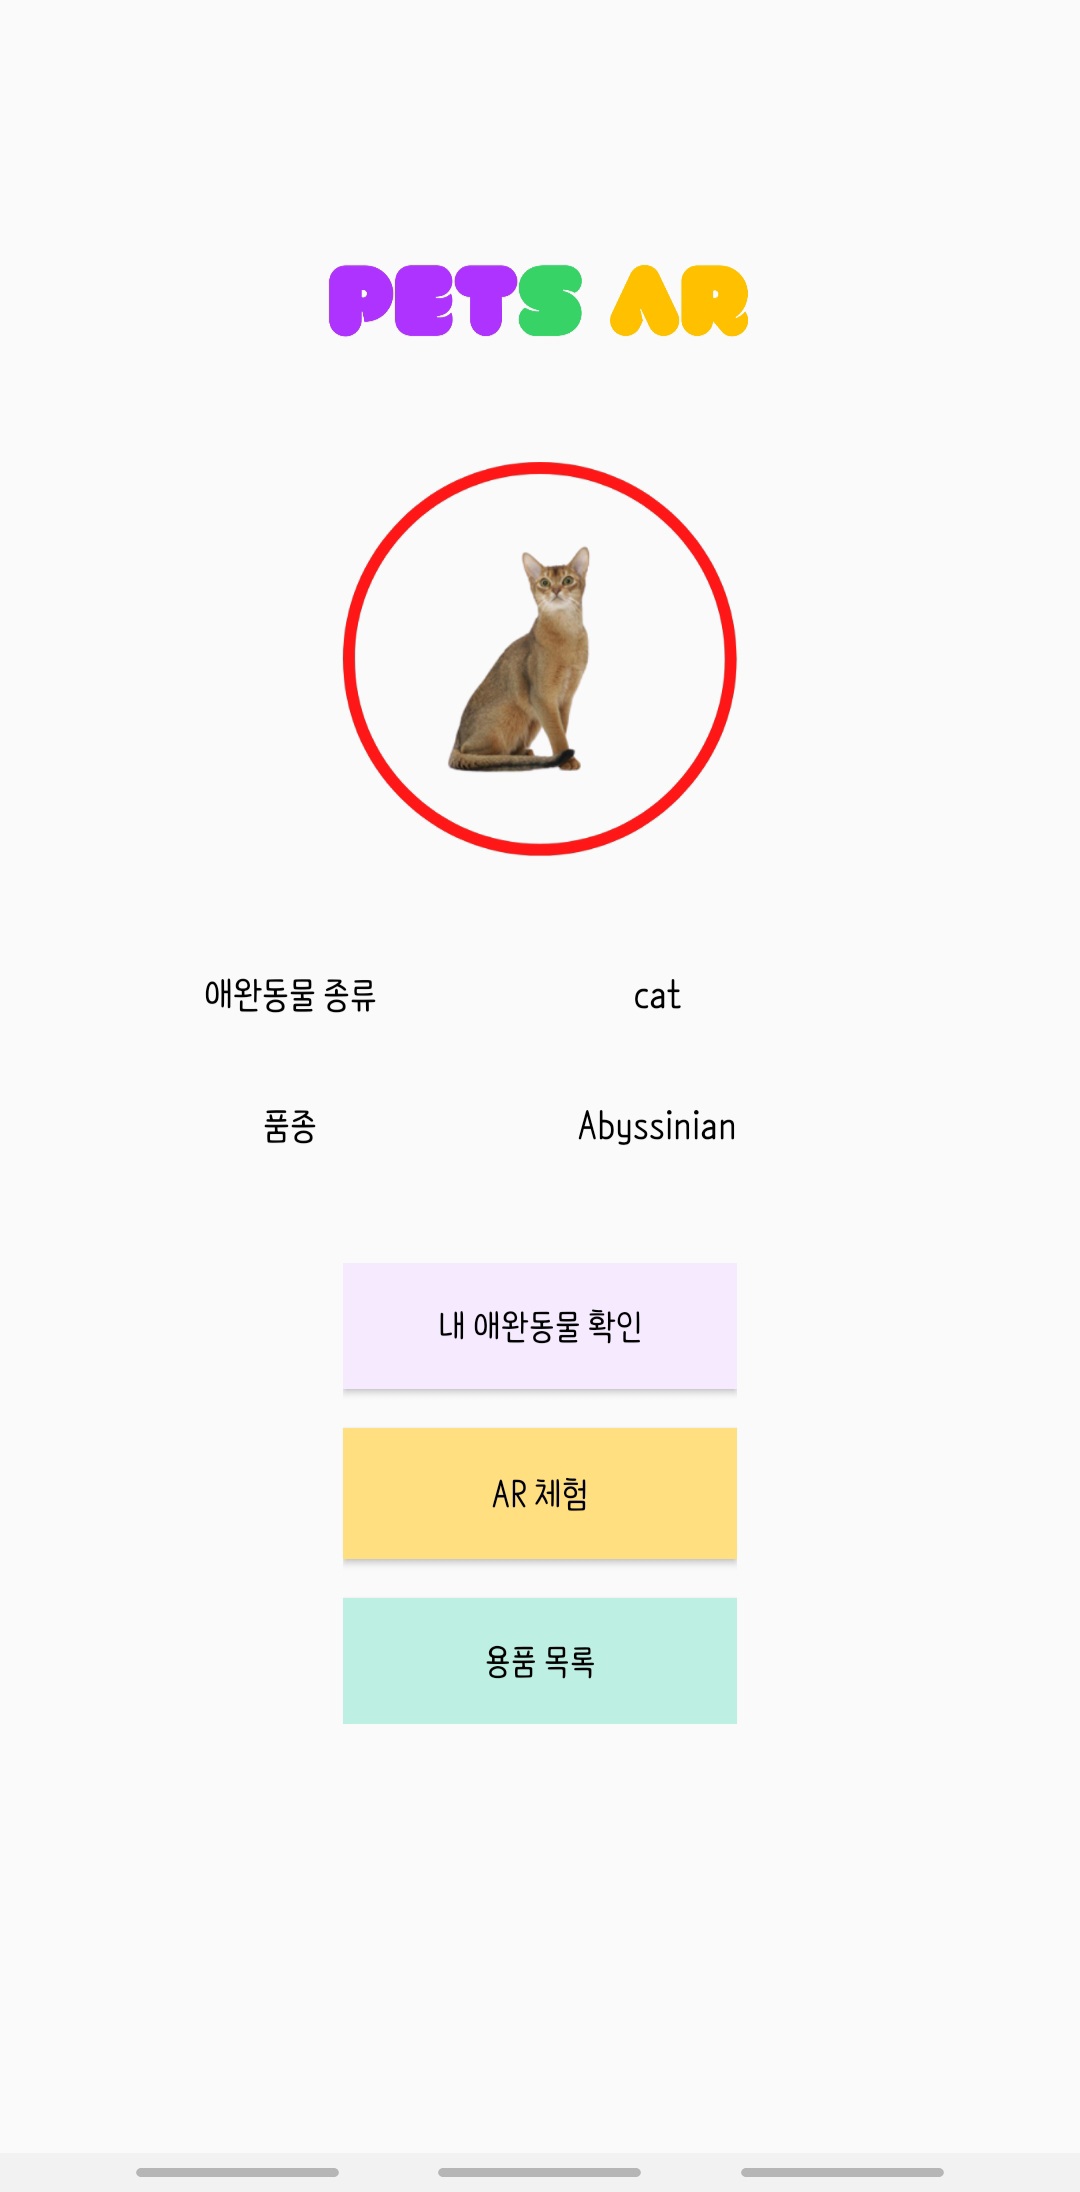 PETS AR
애완동물 종류 cat
품종 Abyssinian
내 애완동물 확인
AR 체험
용품 목록